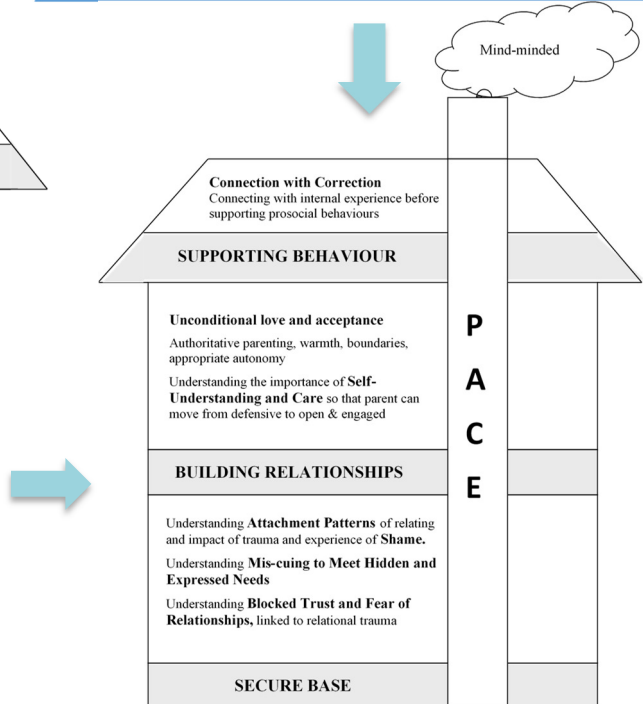 Mind-minded
Connection with Correction
Connecting with internal experience before
supporting prosocial behaviours
SUPPORTING BEHAVIOUR
Unconditional love and acceptance
Authoritative parenting, warmth, boundaries,
appropriate autonomy
Understanding the importance of Self-
Understanding and Care so that parent can
move from defensive to open & engaged
P
A
C
E
BUILDING RELATIONSHIPS
Understanding Attachment Patterns of relating
and impact of trauma and experience of Shame.
Understanding Mis-cuing to Meet Hidden and
Expressed Needs
Understanding Blocked Trust and Fear of
Relationships, linked to relational trauma
SECURE BASE